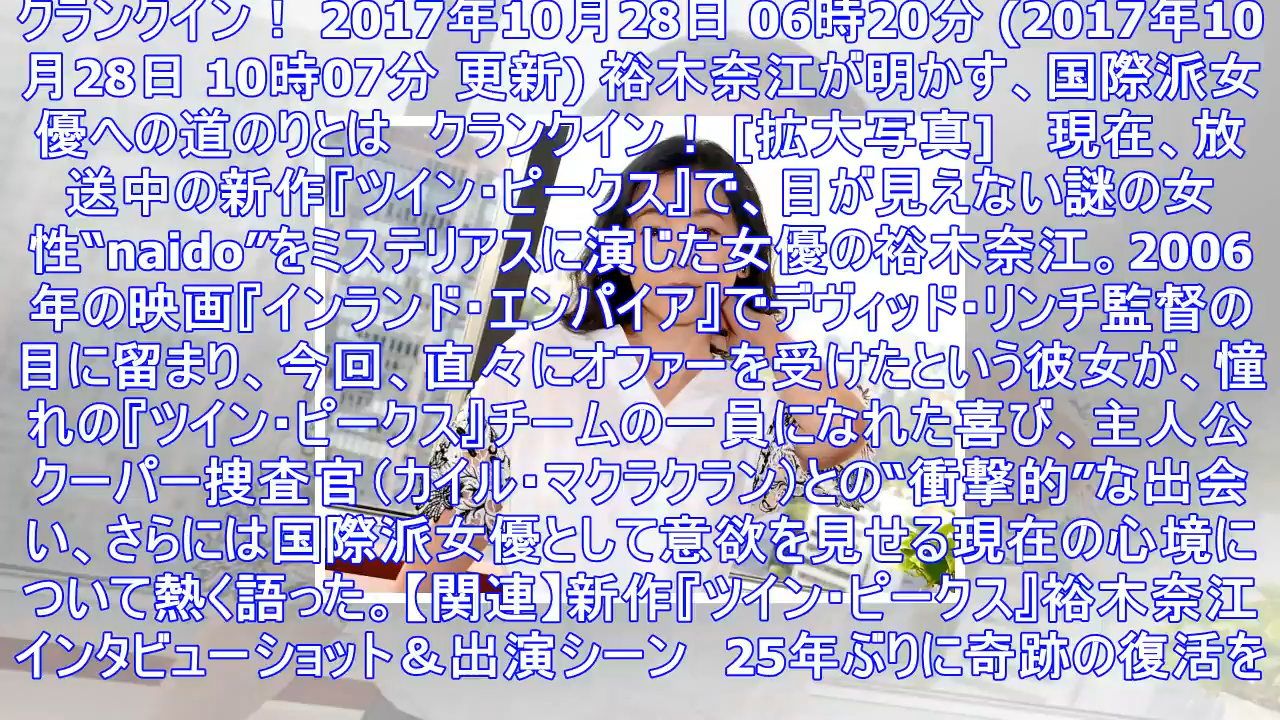 クランクイン！ 2017年10月28日 06時20分 (2017年10
月28日 10時07分 更新) 裕木奈江が明かす、国際派女
優への道のりとは　クランクイン！ [拡大写真]　現在、放
送中の新作『ツイン・ピークス』で、目が見えない謎の女
性“naido”をミステリアスに演じた女優の裕木奈江。2006
年の映画『インランド・エンパイア』でデヴィッド・リンチ監督の
目に留まり、今回、直々にオファーを受けたという彼女が、憧
れの『ツイン・ピークス』チームの一員になれた喜び、主人公
クーパー捜査官（カイル・マクラクラン）との“衝撃的”な出会
い、さらには国際派女優として意欲を見せる現在の心境に
ついて熱く語った。【関連】新作『ツイン・ピークス』裕木奈江
インタビューショット＆出演シーン　25年ぶりに奇跡の復活を